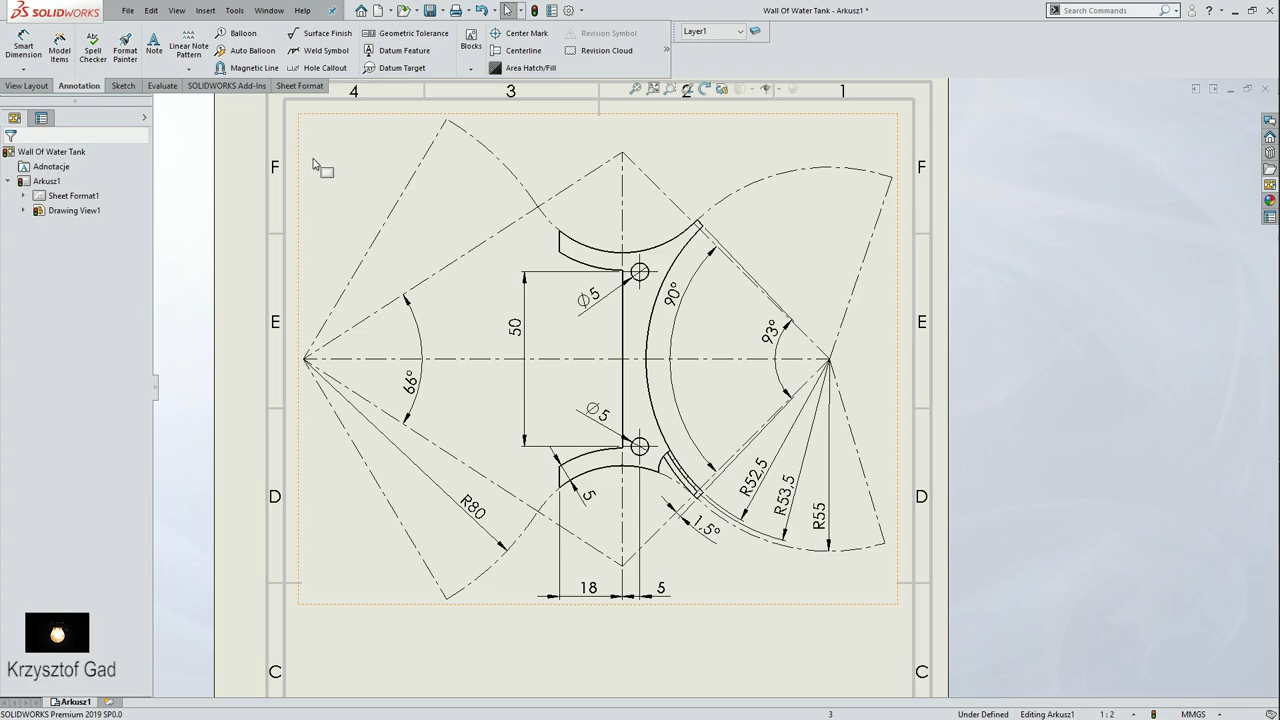 SOLIDWORKS File Edit View Insert Tools Window Help Wall Of Water Tank - Arkusz1 * Search Commands
Smart Dimension
Model Items
Spell Checker
Format Painter
Note
Linear Note Pattern
Balloon
Auto Balloon
Magnetic Line
Surface Finish
Weld Symbol
Hole Callout
Geometric Tolerance
Datum Feature
Datum Target
Blocks
Center Mark
Centerline
Area Hatch/Fill
Revision Symbol
Revision Cloud
Layer1
View Layout Annotation Sketch Evaluate SOLIDWORKS Add-Ins Sheet Format
Wall Of Water Tank
Adnotacje
Arkusz1
Sheet Format1
Drawing View1
4 3 2 1
F F
E E
D D
C C
Ø5
90°
50
93°
66°
Ø5
R80
5
1,5°
R52,5
R53,5
R55
18 5
Krzysztof Gad
Arkusz1
SOLIDWORKS Premium 2019 SP0.0 3 Under Defined Editing Arkusz1 1 : 2 MMGS